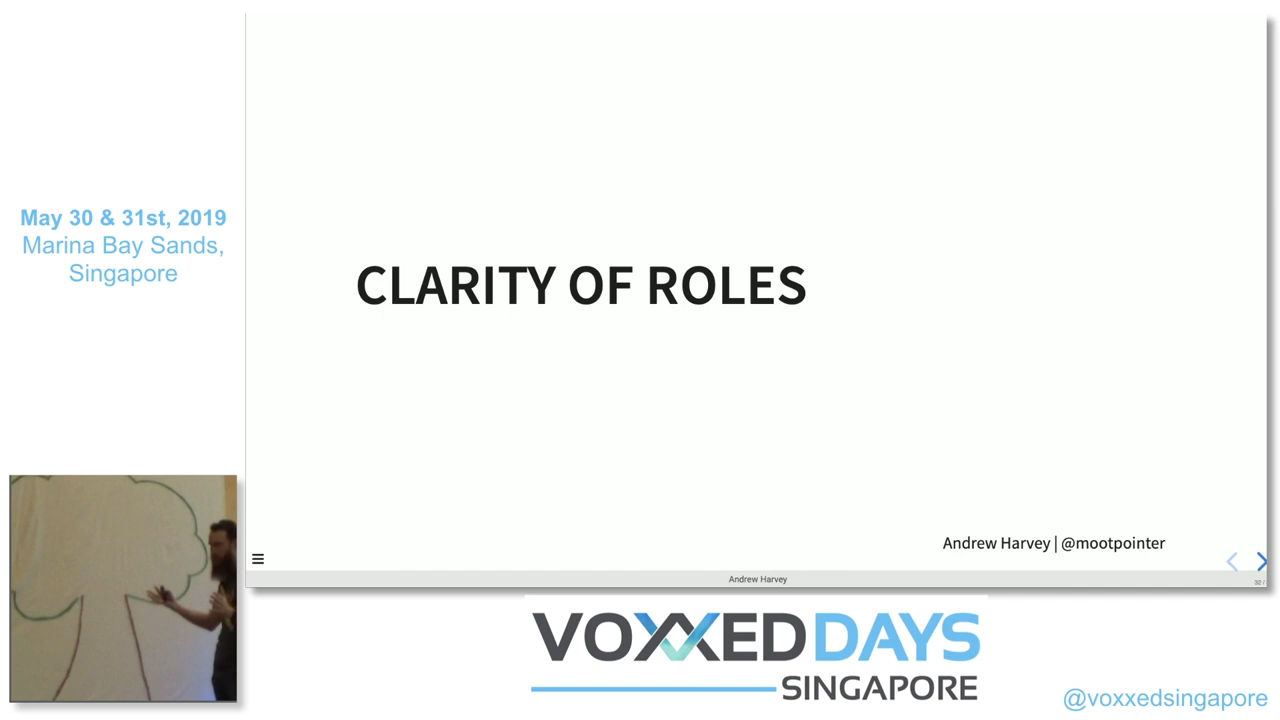 May 30 & 31st, 2019
Marina Bay Sands,
Singapore
CLARITY OF ROLES
Andrew Harvey | @mootpointer
Andrew Harvey
32 /
VOXXED DAYS
SINGAPORE
@voxxedsingapore